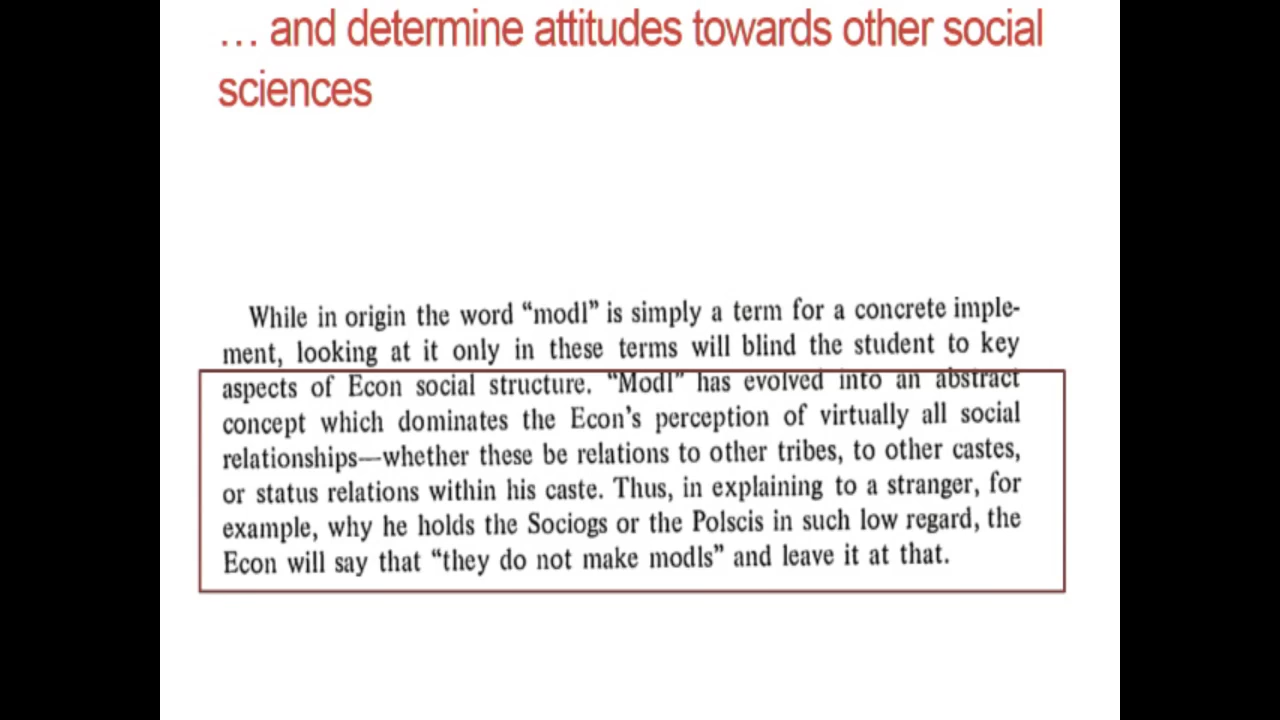 ... and determine attitudes towards other social
sciences
While in origin the word “modl” is simply a term for a concrete imple-
ment, looking at it only in these terms will blind the student to key
aspects of Econ social structure. “Modl” has evolved into an abstract
concept which dominates the Econ’s perception of virtually all social
relationships—whether these be relations to other tribes, to other castes,
or status relations within his caste. Thus, in explaining to a stranger, for
example, why he holds the Sociogs or the Polscis in such low regard, the
Econ will say that “they do not make modls” and leave it at that.